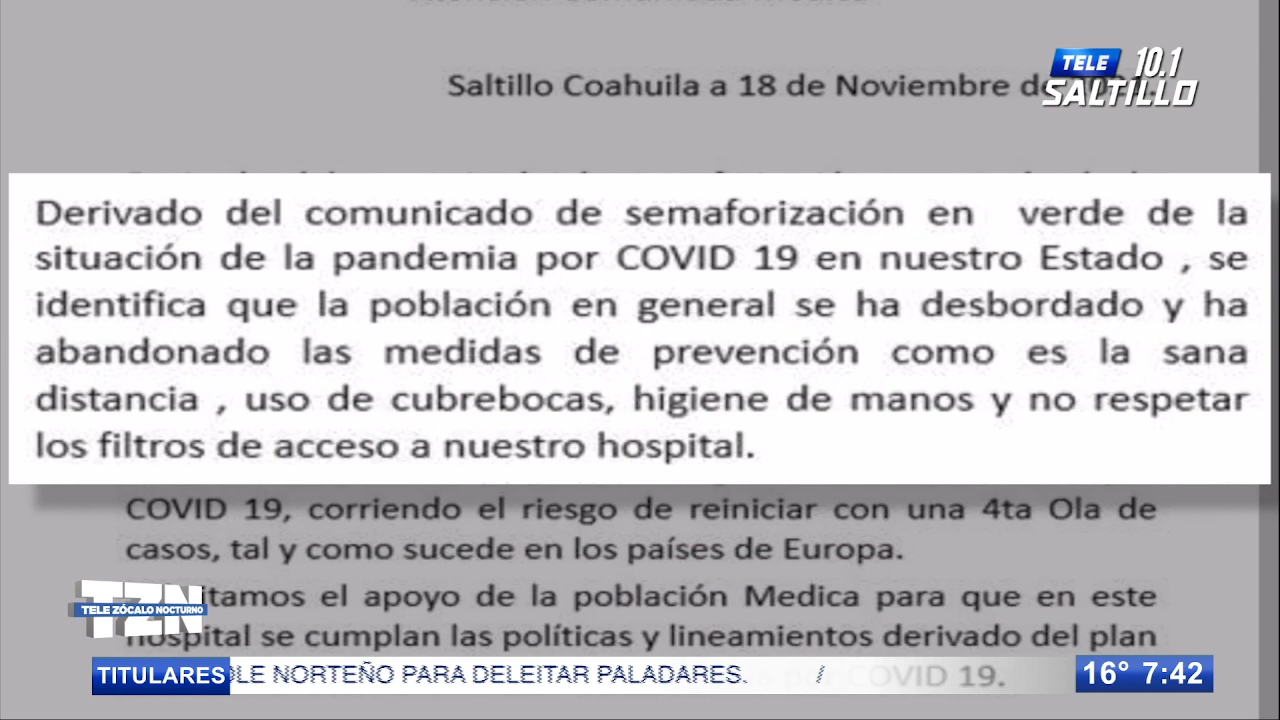 Saltillo Coahuila a 18 de Noviembre de
TELE 10.1
SALTILLO
Derivado del comunicado de semaforización en verde de la
situación de la pandemia por COVID 19 en nuestro Estado , se
identifica que la población en general se ha desbordado y ha
abandonado las medidas de prevención como es la sana
distancia , uso de cubrebocas, higiene de manos y no respetar
los filtros de acceso a nuestro hospital.
COVID 19, corriendo el riesgo de reiniciar con una 4ta Ola de
casos, tal y como sucede en los países de Europa.
itamos el apoyo de la población Medica para que en este
hospital se cumplan las políticas y lineamientos derivado del plan
COVID 19.
TZN
TELE ZÓCALO NOCTURNO
TITULARES
OLE NORTEÑO PARA DELEITAR PALADARES. /
16° 7:42